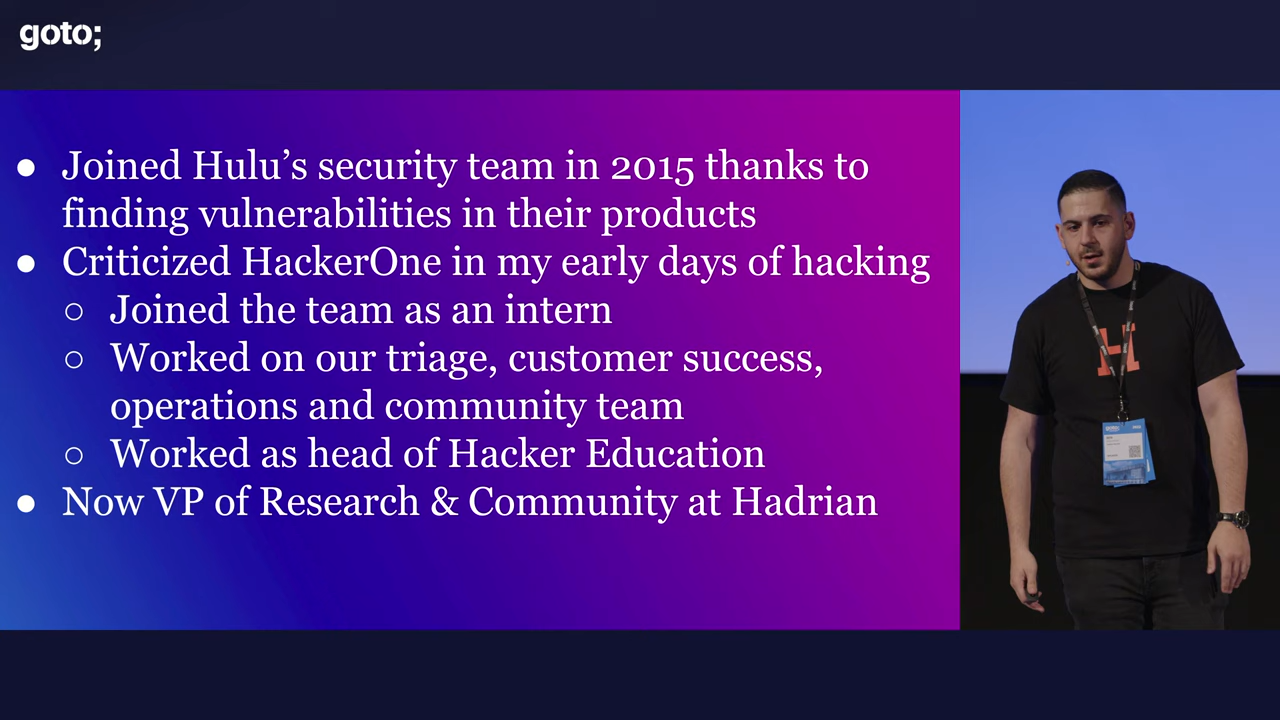 goto;
● Joined Hulu’s security team in 2015 thanks to
finding vulnerabilities in their products
● Criticized HackerOne in my early days of hacking
○ Joined the team as an intern
○ Worked on our triage, customer success,
operations and community team
○ Worked as head of Hacker Education
● Now VP of Research & Community at Hadrian
H